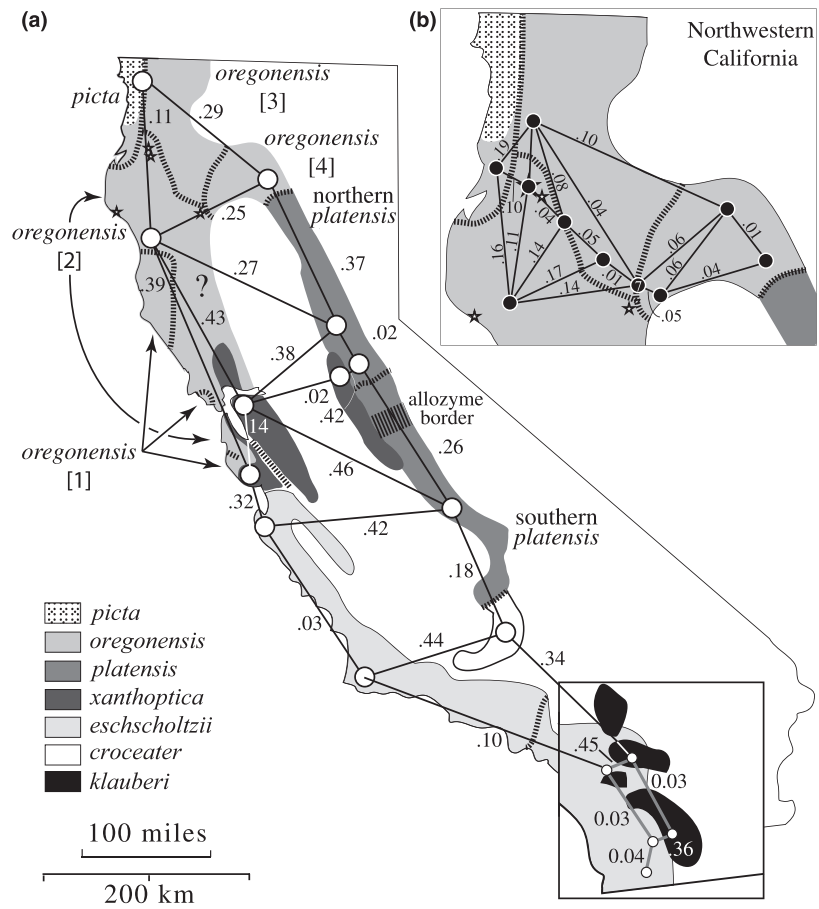 (a)
(b)
Northwestern
California
oregonensis
[3]
picta
.11
.29
oregonensis
[4]
northern
platensis
.25
oregonensis
[2]
?
.27
.37
.39
.43
.38
.02
.02
.42
allozyme
border
.14
.26
oregonensis
[1]
.46
.32
.42
southern
platensis
.18
.03
.44
.34
.10
.45
0.03
0.03
.36
0.04
.10
.19
.08
.04
.10
.04
.01
.16
.11
.14
.05
.06
.06
.17
.01
.04
.14
7
.05
picta
oregonensis
platensis
xanthoptica
eschscholtzii
croceater
klauberi
100 miles
200 km